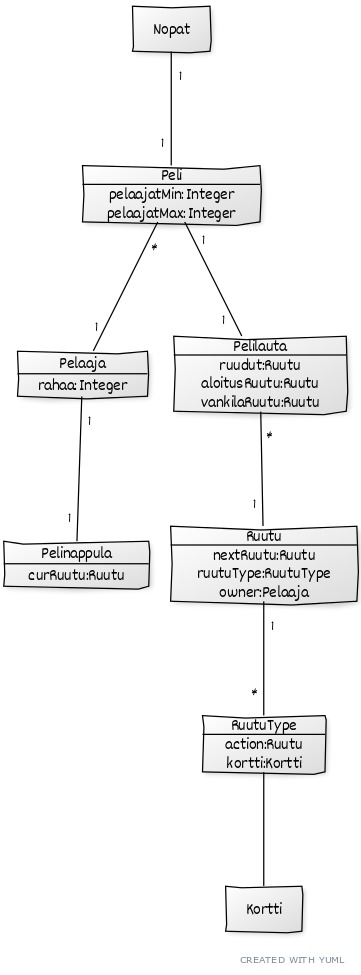 Nopat
1
1
Peli
pelaajatMin: Integer
pelaajatMax: Integer
*
1
1
1
Pelaaja
rahaa: Integer
Pelilauta
ruudut:Ruutu
aloitusRuutu:Ruutu
vankilaRuutu:Ruutu
1
*
1
1
Pelinappula
curRuutu:Ruutu
Ruutu
nextRuutu:Ruutu
ruutuType:RuutuType
owner:Pelaaja
1
*
RuutuType
action:Ruutu
kortti:Kortti
Kortti
CREATED WITH YUML